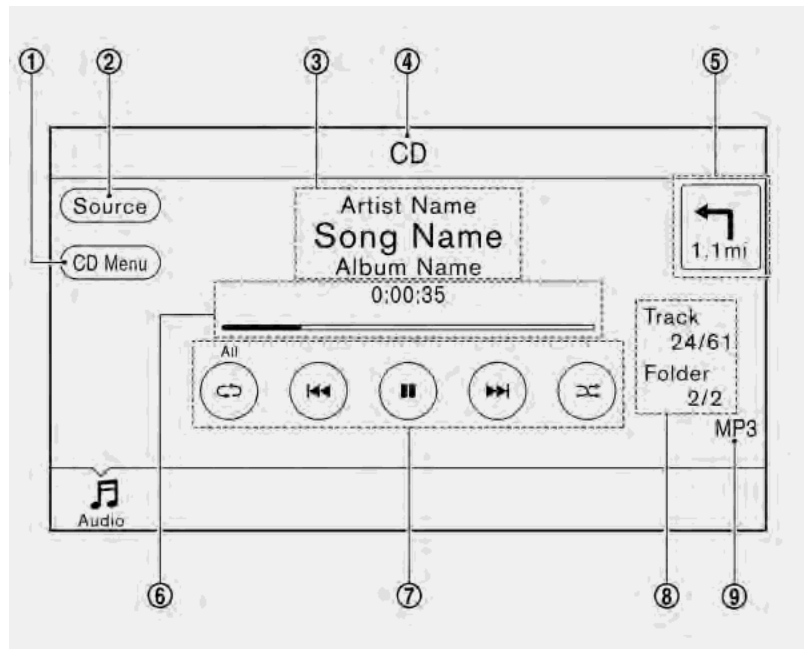 ① ② ③ ④ ⑤
CD
Source
CD Menu
Artist Name
Song Name
Album Name
1.1mi
0:00:35
Track
24/61
Folder
2/2
All
MP3
Audio
⑥ ⑦ ⑧ ⑨